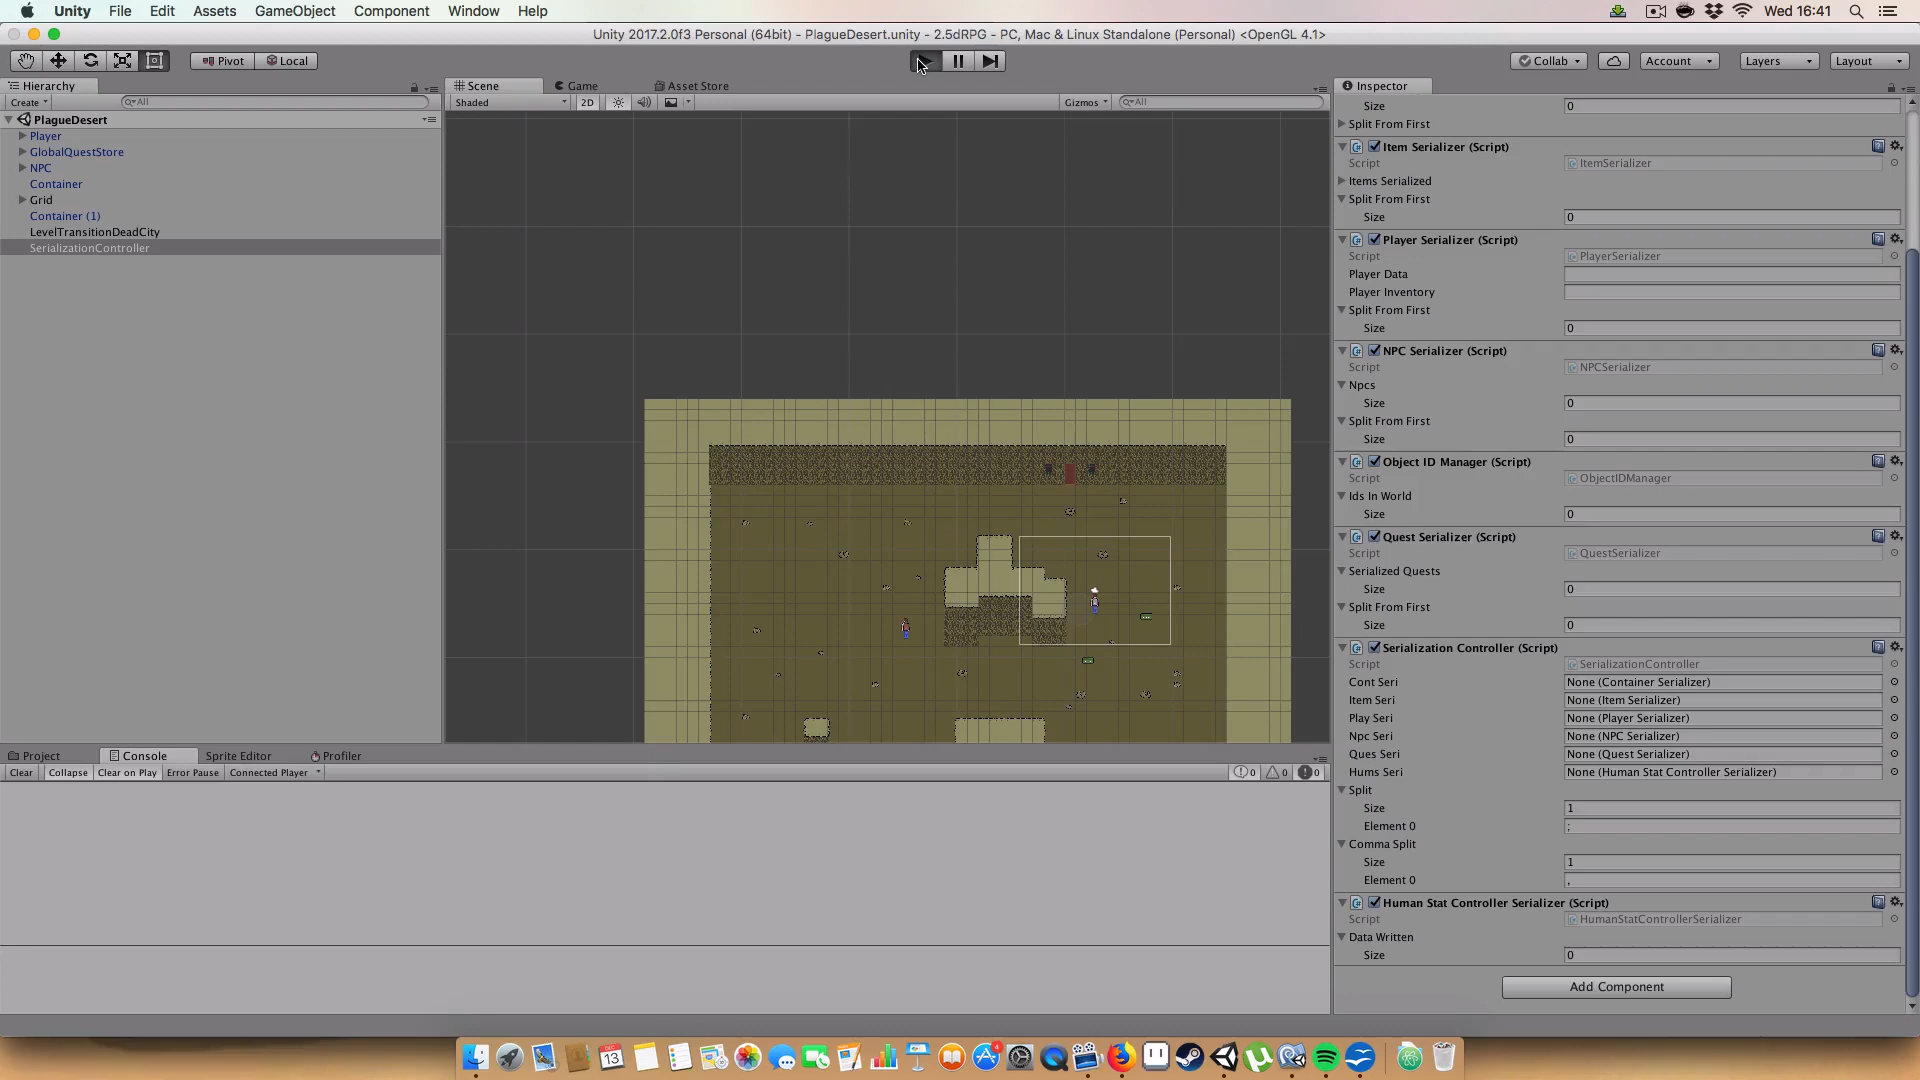 Unity File Edit Assets GameObject Component Window Help Wed 16:41
Unity 2017.2.0f3 Personal (64bit) - PlagueDesert.unity - 2.5dRPG - PC, Mac & Linux Standalone (Personal) <OpenGL 4.1>
Pivot Local Collab Account Layers Layout
Hierarchy Scene Game Asset Store Inspector
Create All Shaded 2D Gizmos All
PlagueDesert
Player
GlobalQuestStore
NPC
Container
Grid
Container (1)
LevelTransitionDeadCity
SerializationController
Size 0
Split From First
Item Serializer (Script)
Script ItemSerializer
Items Serialized
Split From First
Size 0
Player Serializer (Script)
Script PlayerSerializer
Player Data
Player Inventory
Split From First
Size 0
NPC Serializer (Script)
Script NPCSerializer
Npcs
Size 0
Split From First
Size 0
Object ID Manager (Script)
Script ObjectIDManager
Ids In World
Size 0
Quest Serializer (Script)
Script QuestSerializer
Serialized Quests
Size 0
Split From First
Size 0
Serialization Controller (Script)
Script SerializationController
Cont Seri None (Container Serializer)
Item Seri None (Item Serializer)
Play Seri None (Player Serializer)
Npc Seri None (NPC Serializer)
Ques Seri None (Quest Serializer)
Hums Seri None (Human Stat Controller Serializer)
Split
Size 1
Element 0 ;
Comma Split
Size 1
Element 0 ,
Human Stat Controller Serializer (Script)
Script HumanStatControllerSerializer
Data Written
Size 0
Add Component
Project Console Sprite Editor Profiler
Clear Collapse Clear on Play Error Pause Connected Player 0 0 0
DEC
13
4